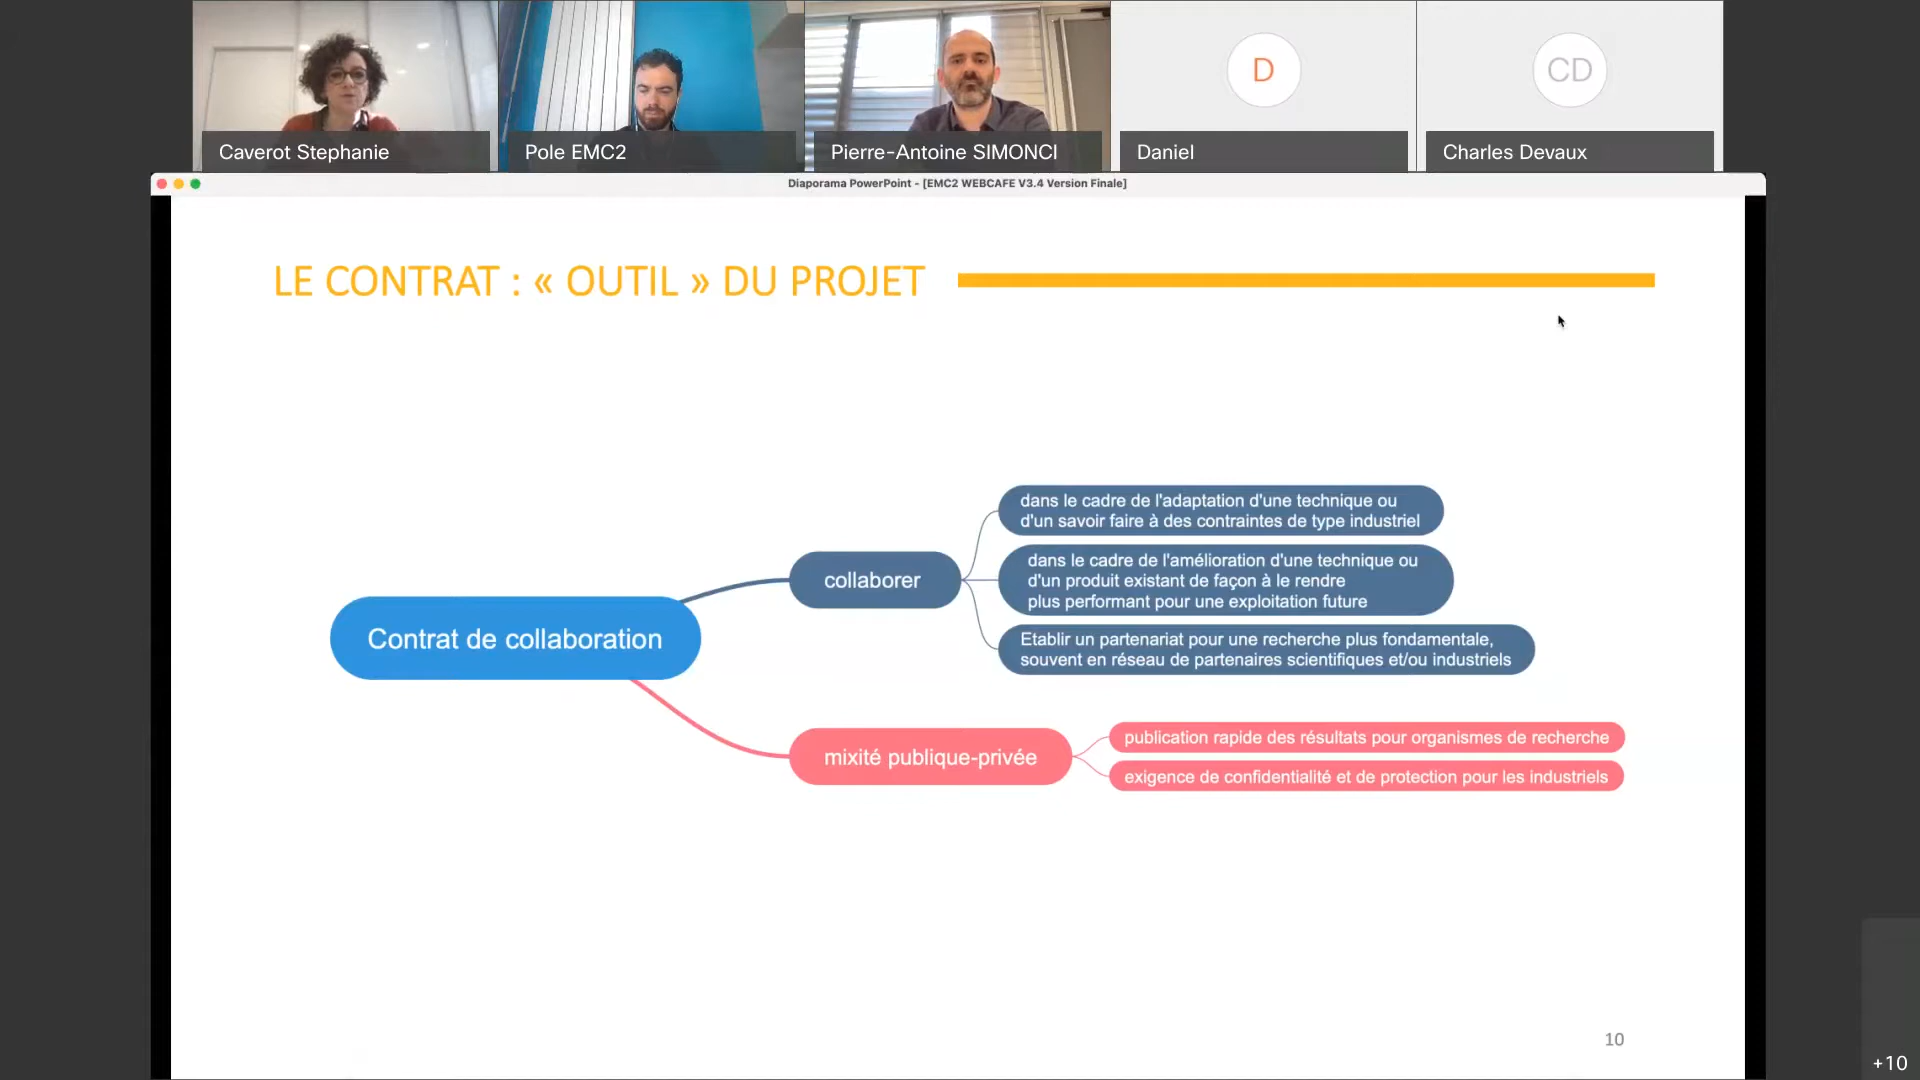 Caverot Stephanie
Pole EMC2
Pierre-Antoine SIMONCI
D
Daniel
CD
Charles Devaux
Diaporama PowerPoint - [EMC2 WEBCAFE V3.4 Version Finale]
LE CONTRAT : « OUTIL » DU PROJET
Contrat de collaboration
collaborer
dans le cadre de l'adaptation d'une technique ou
d'un savoir faire à des contraintes de type industriel
dans le cadre de l'amélioration d'une technique ou
d'un produit existant de façon à le rendre
plus performant pour une exploitation future
Etablir un partenariat pour une recherche plus fondamentale,
souvent en réseau de partenaires scientifiques et/ou industriels
mixité publique-privée
publication rapide des résultats pour organismes de recherche
exigence de confidentialité et de protection pour les industriels
10
+10